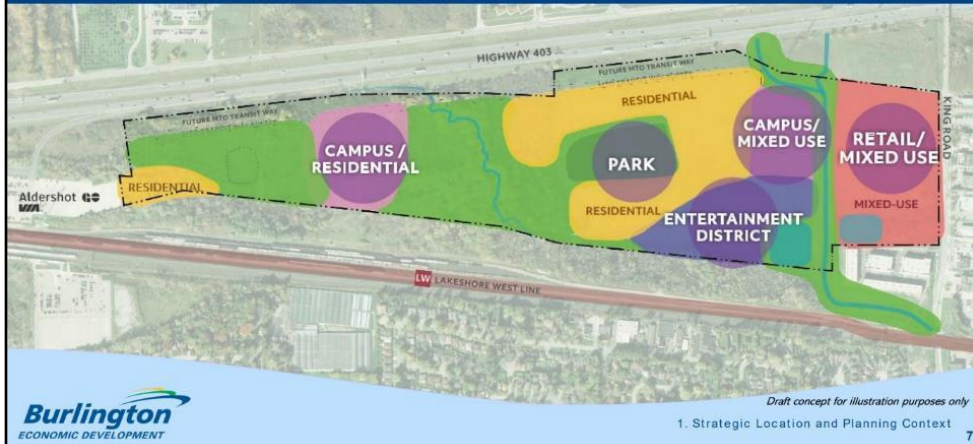 HIGHWAY 403
FUTURE MTO TRANSIT WAY
FUTURE MTO TRANSIT WAY
RESIDENTIAL
CAMPUS /
RESIDENTIAL
PARK
CAMPUS/
MIXED USE
RETAIL/
MIXED USE
KING ROAD
RESIDENTIAL
Aldershot GO
VIA
RESIDENTIAL
MIXED-USE
ENTERTAINMENT
DISTRICT
LW LAKESHORE WEST LINE
Burlington
ECONOMIC DEVELOPMENT
Draft concept for illustration purposes only
1. Strategic Location and Planning Context
7